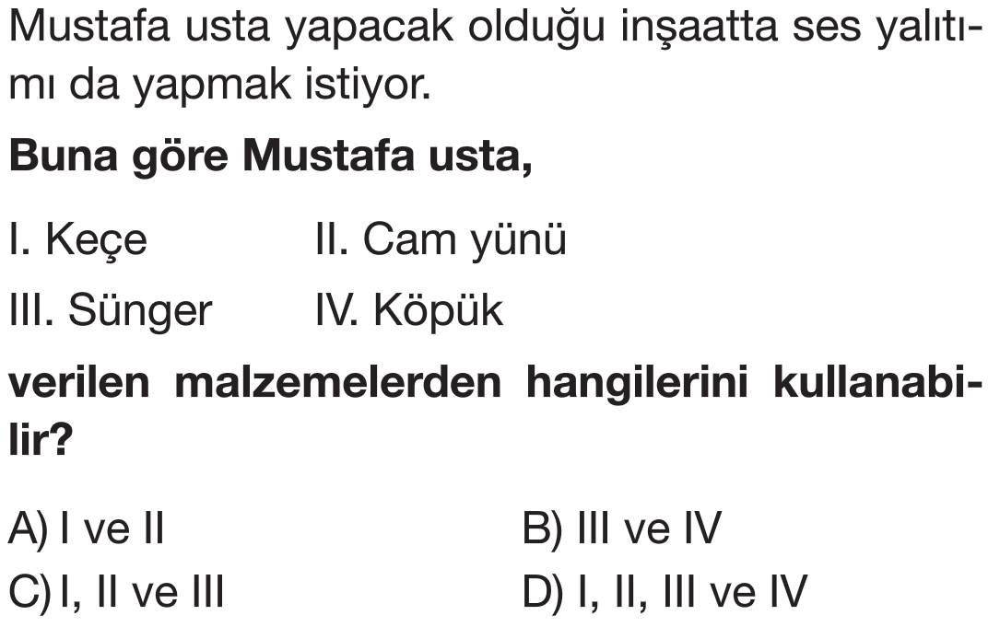 Mustafa usta yapacak olduğu inşaatta ses yalıtı-
mı da yapmak istiyor.
Buna göre Mustafa usta,
I. Keçe II. Cam yünü
III. Sünger IV. Köpük
verilen malzemelerden hangilerini kullanabi-
lir?
A) I ve II B) III ve IV
C) I, II ve III D) I, II, III ve IV